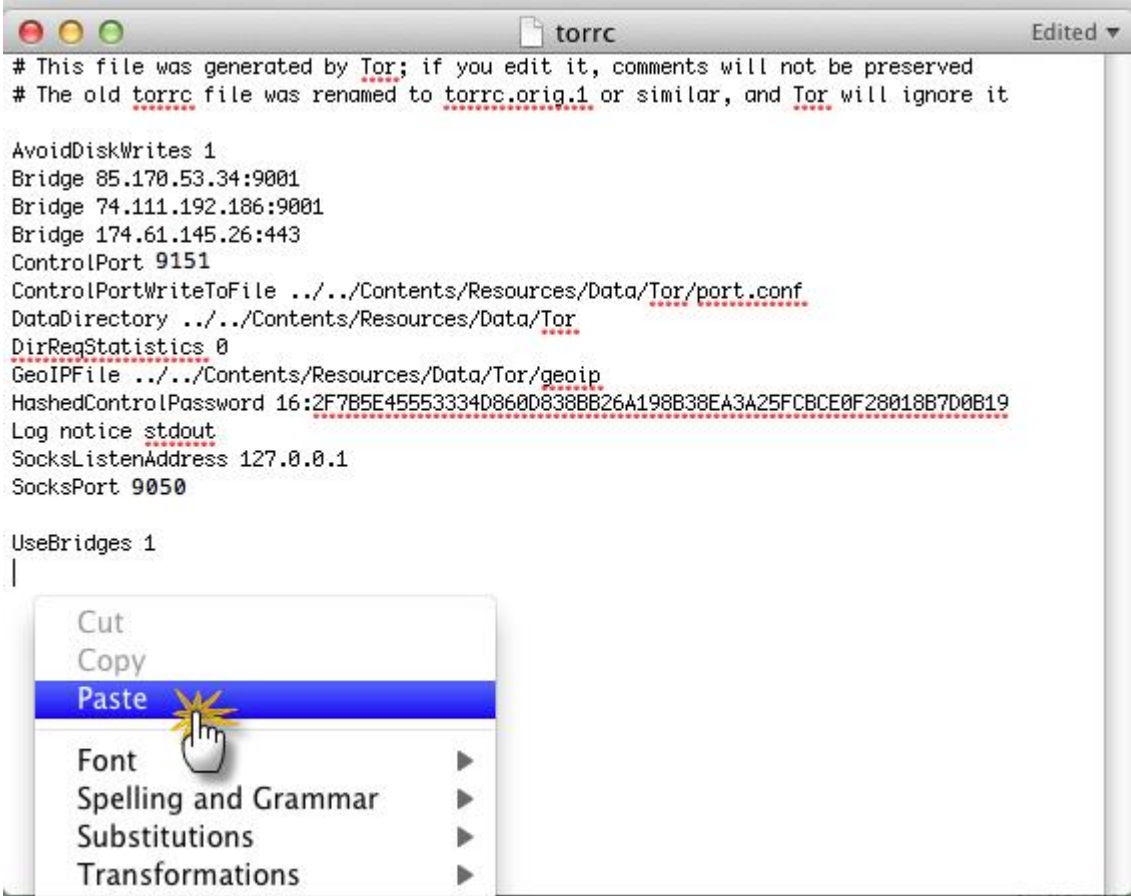 torrc
Edited
# This file was generated by Tor; if you edit it, comments will not be preserved
# The old torrc file was renamed to torrc.orig.1 or similar, and Tor will ignore it
AvoidDiskWrites 1
Bridge 85.170.53.34:9001
Bridge 74.111.192.186:9001
Bridge 174.61.145.26:443
ControlPort 9151
ControlPortWriteToFile ../../Contents/Resources/Data/Tor/port.conf
DataDirectory ../../Contents/Resources/Data/Tor
DirReqStatistics 0
GeoIPFile ../../Contents/Resources/Data/Tor/geoip
HashedControlPassword 16:2F7B5E45553334D860D838BB26A198B38EA3A25FCBCE0F28018B7D0B19
Log notice stdout
SocksListenAddress 127.0.0.1
SocksPort 9050
UseBridges 1
Cut
Copy
Paste
Font
Spelling and Grammar
Substitutions
Transformations